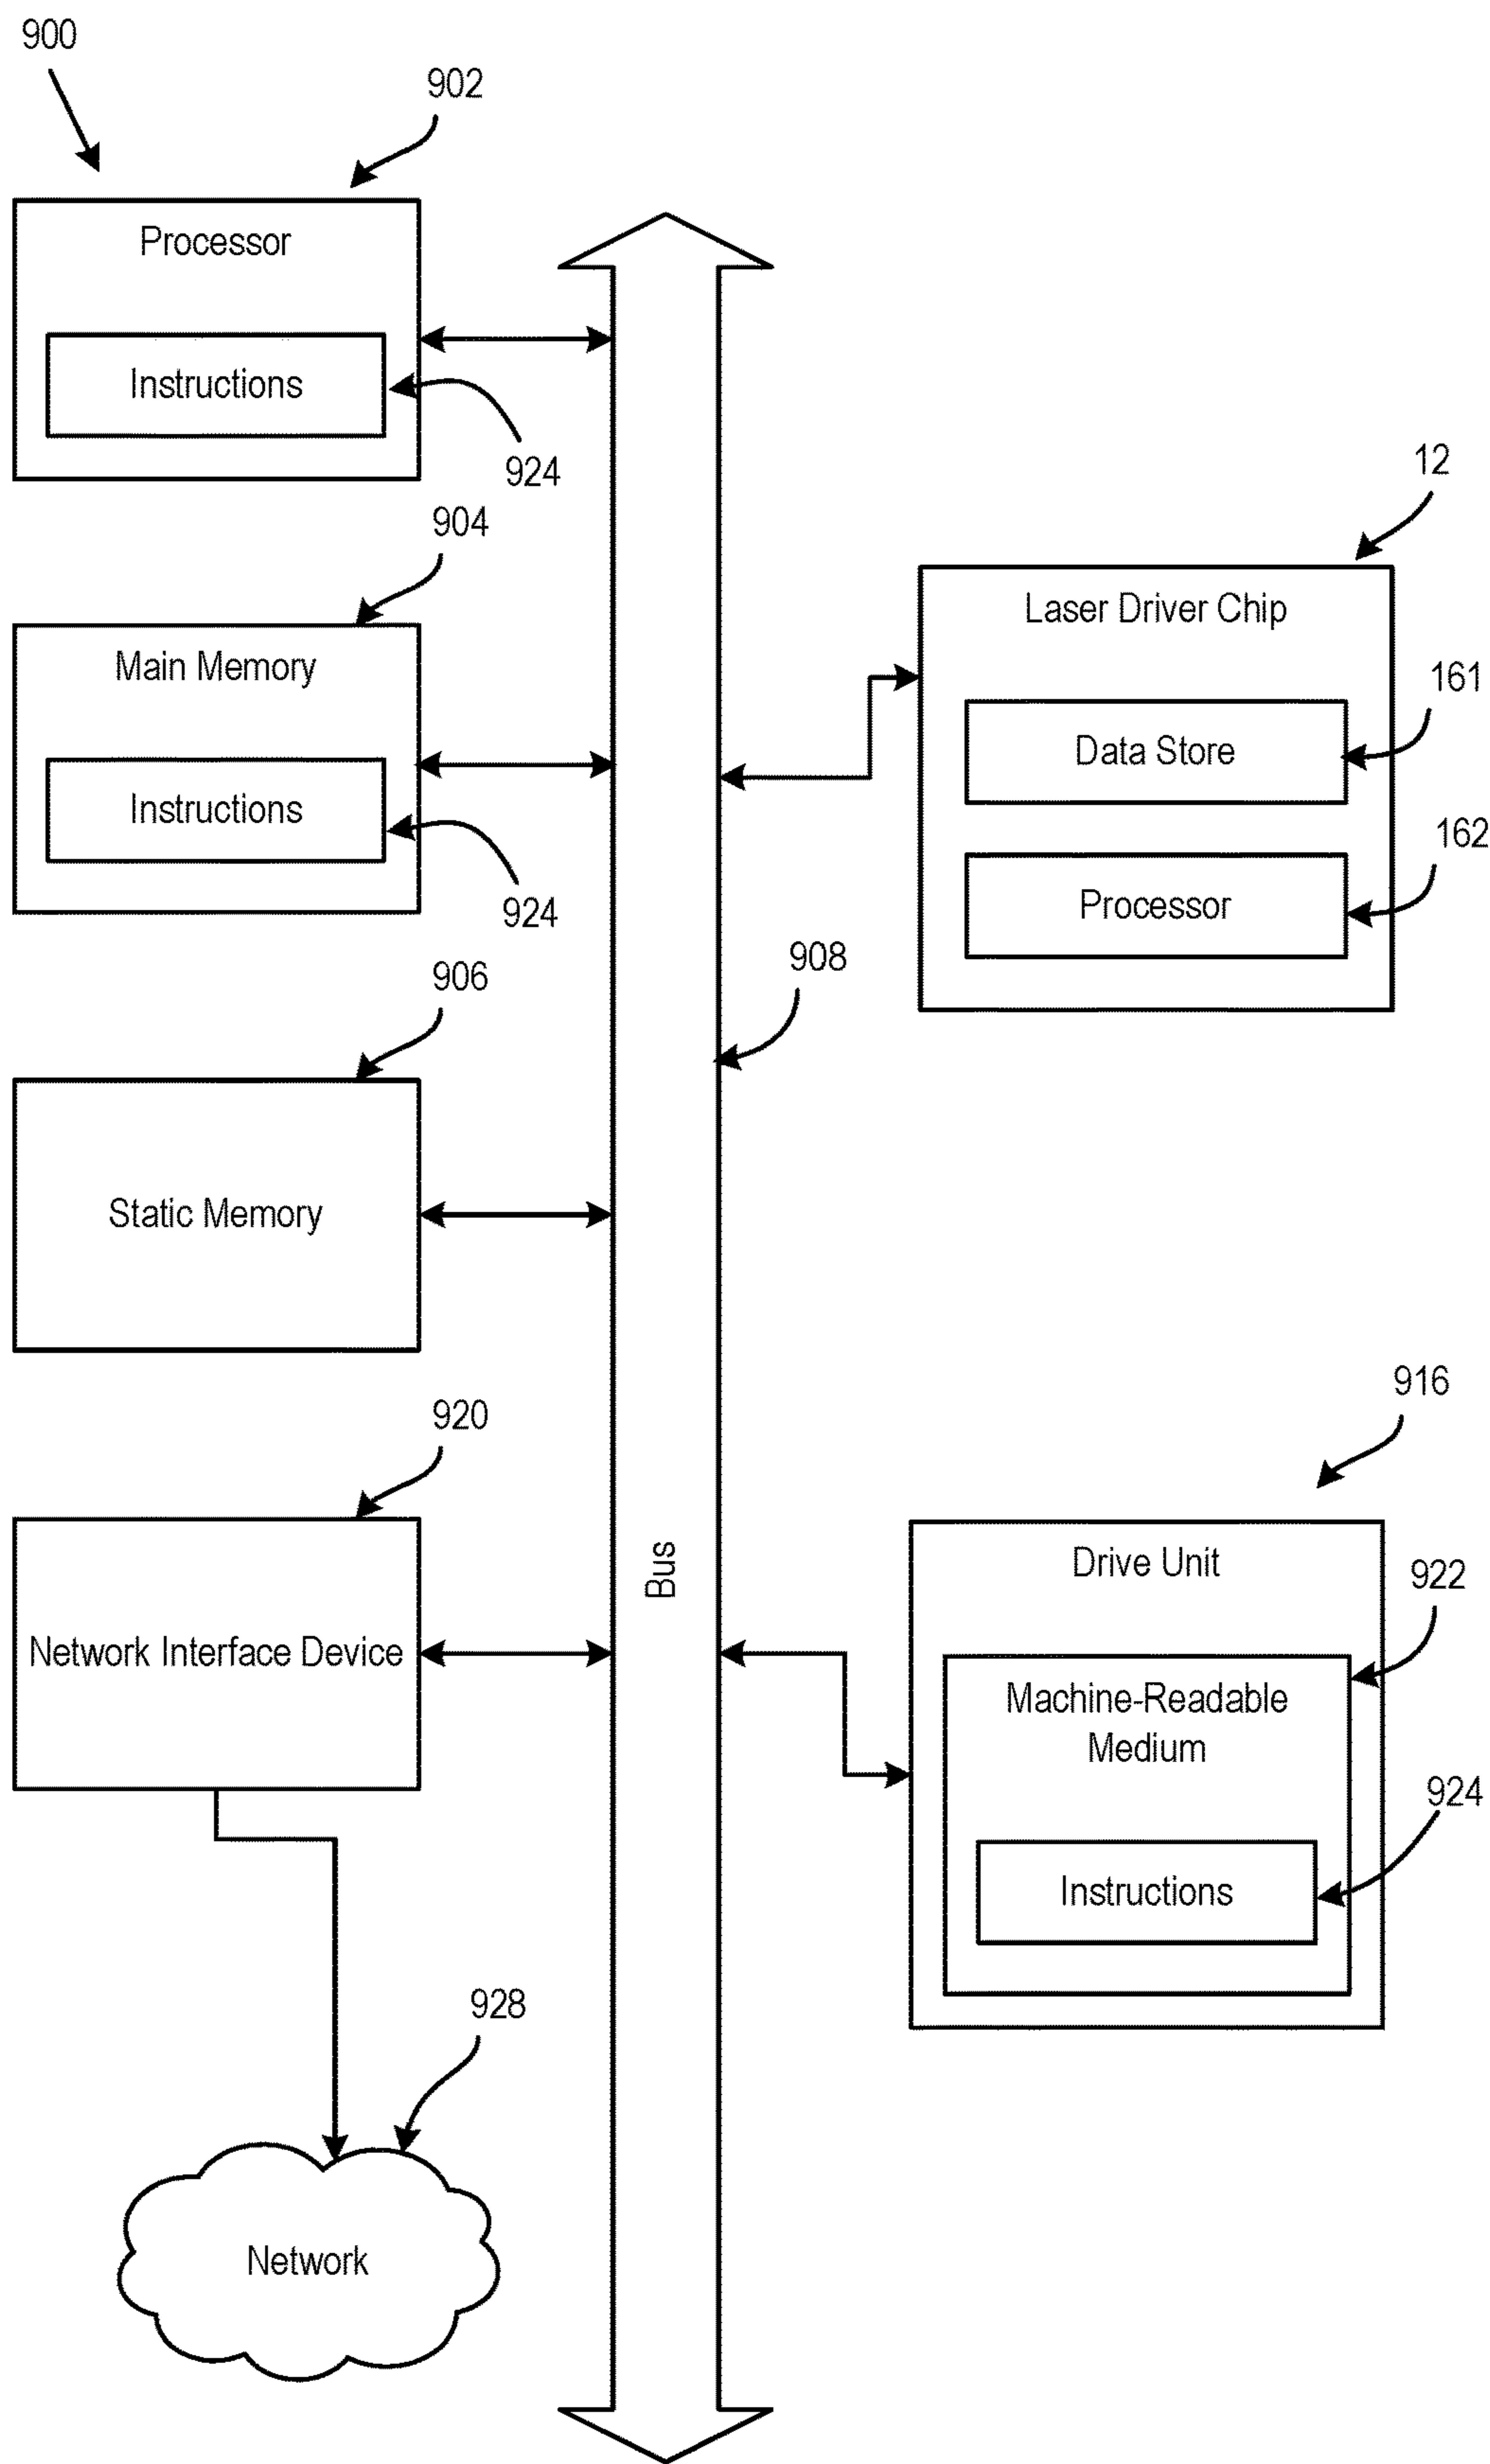 900
902
Processor
Instructions
924
904
Main Memory
Instructions
924
906
Static Memory
920
Network Interface Device
928
Network
Bus
908
12
Laser Driver Chip
161
Data Store
162
Processor
916
Drive Unit
922
Machine-Readable
Medium
924
Instructions